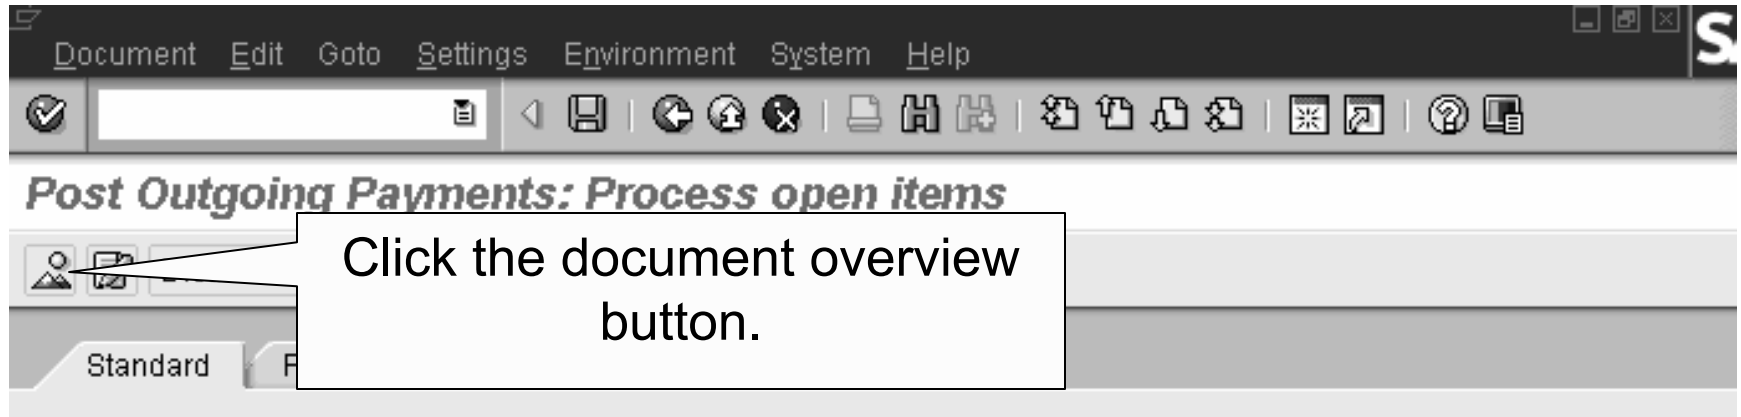 Document Edit Goto Settings Environment System Help
Post Outgoing Payments: Process open items
Click the document overview
button.
Standard